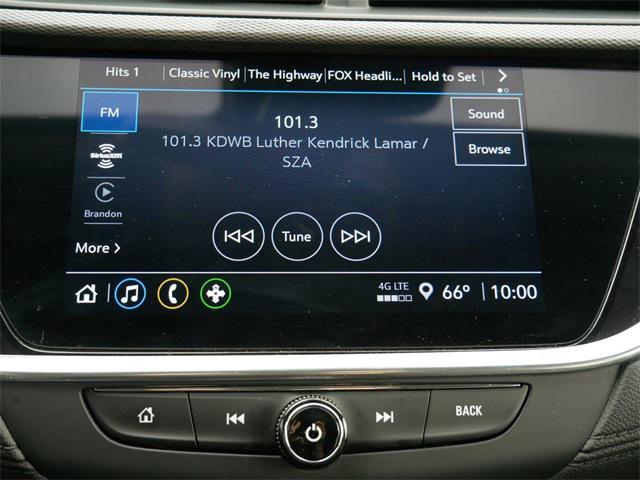 Hits 1 Classic Vinyl The Highway FOX Headli... Hold to Set
FM
101.3
Sound
101.3 KDWB Luther Kendrick Lamar /
SZA
Browse
SiriusXM
Brandon
Tune
More
4G LTE
66° 10:00
BACK